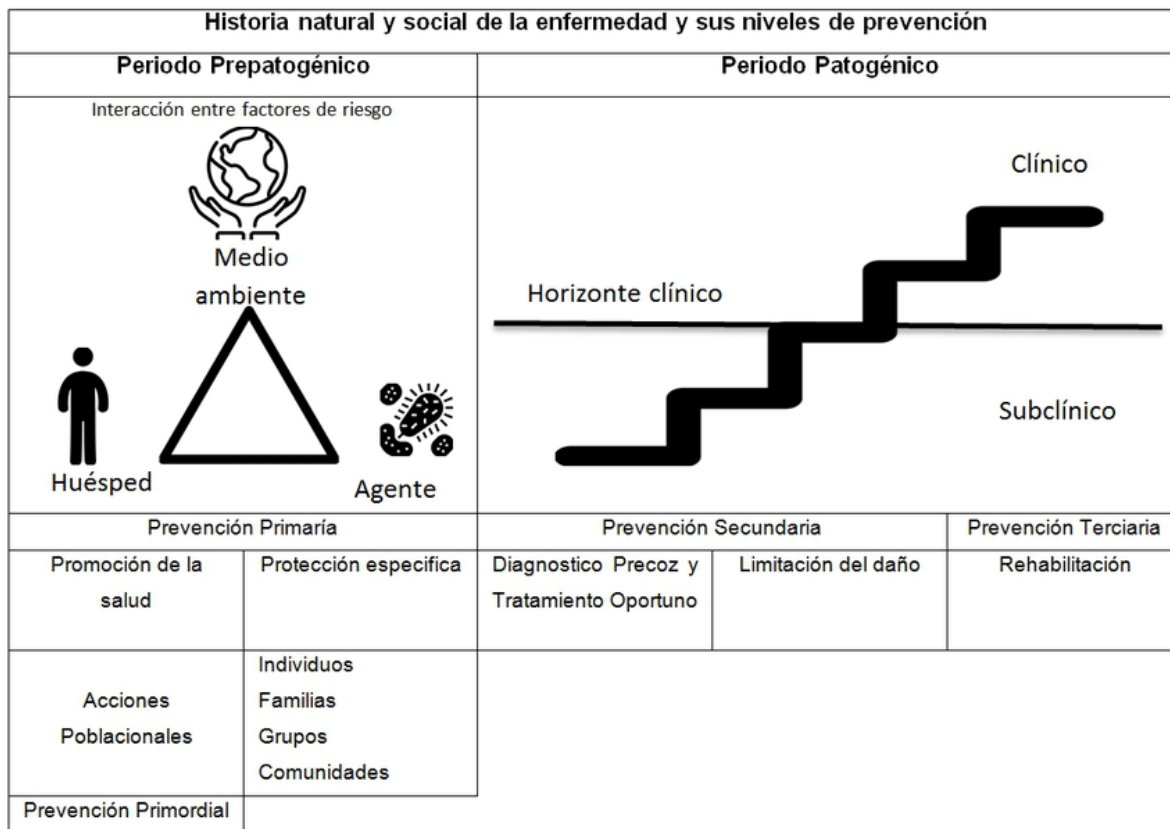 Historia natural y social de la enfermedad y sus niveles de prevención
Periodo Prepatogénico
Periodo Patogénico
Interacción entre factores de riesgo
Medio
ambiente
Huésped
Agente
Clínico
Horizonte clínico
Subclínico
Prevención Primaría
Prevención Secundaria
Prevención Terciaria
Promoción de la
salud
Protección especifica
Diagnostico Precoz y
Tratamiento Oportuno
Limitación del daño
Rehabilitación
Acciones
Poblacionales
Individuos
Familias
Grupos
Comunidades
Prevención Primordial